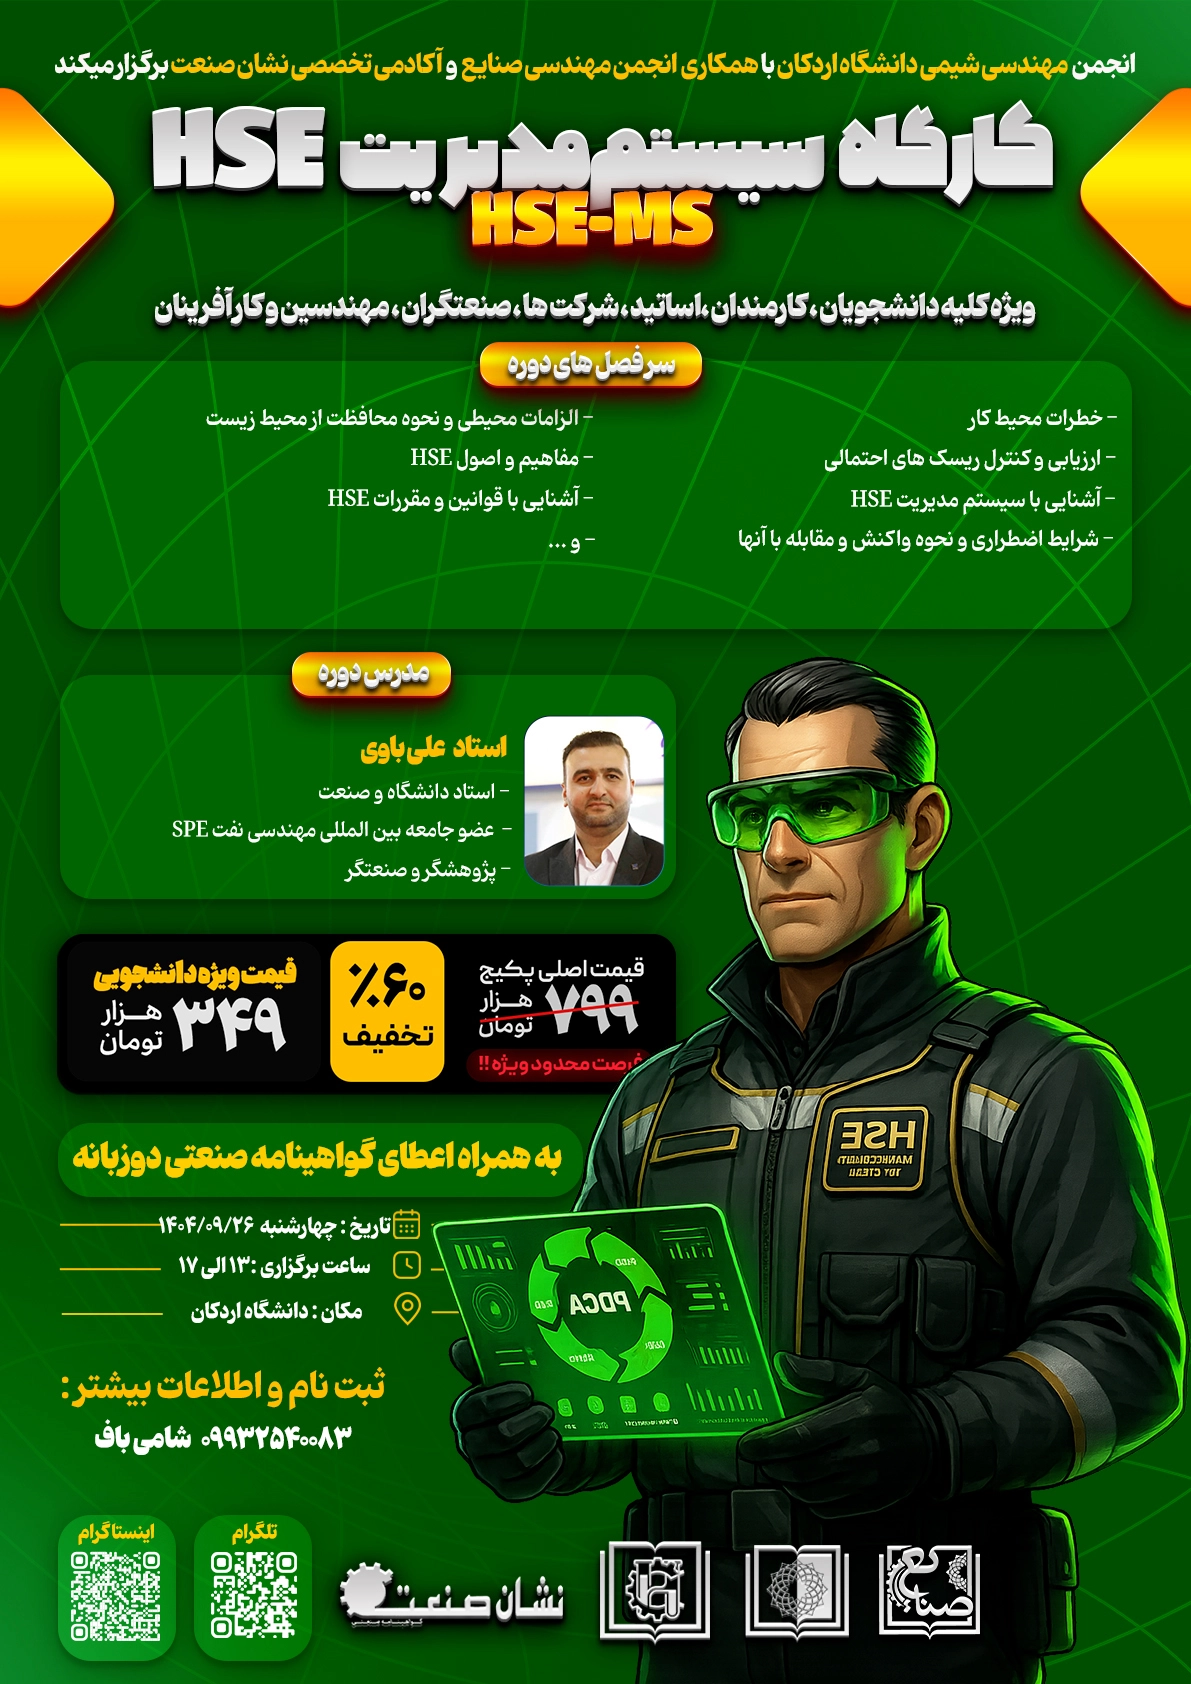 انجمن مهندسی شیمی دانشگاه اردکان با همکاری انجمن مهندسی صنایع و آکادمی تخصصی نشان صنعت برگزار میکند
کارگاه سیستم مدیریت HSE
HSE-MS
ویژه کلیه دانشجویان ، کارمندان ،اساتید ، شرکت ها ، صنعتگران ، مهندسین و کارآفرینان
سرفصل های دوره
- خطرات محیط کار
- ارزیابی و کنترل ریسک های احتمالی
- آشنایی با سیستم مدیریت HSE
- شرایط اضطراری و نحوه واکنش و مقابله با آنها
- الزامات محیطی و نحوه محافظت از محیط زیست
- مفاهیم و اصول HSE
- آشنایی با قوانین و مقررات HSE
- و ...
مدرس دوره
استاد علی باوی
- استاد دانشگاه و صنعت
- عضو جامعه بین المللی مهندسی نفت SPE
- پژوهشگر و صنعتگر
قیمت اصلی پکیج
۷۹۹ هزار تومان
فرصت محدود ویژه !!
۶۰٪
تخفیف
قیمت ویژه دانشجویی
۳۴۹ هزار تومان
به همراه اعطای گواهینامه صنعتی دوزبانه
تاریخ : چهارشنبه ۱۴۰۴/۰۹/۲۶
ساعت برگزاری :۱۳ الی ۱۷
مکان : دانشگاه اردکان
HSE
PDCA
ثبت نام و اطلاعات بیشتر :
۰۹۹۳۲۵۴۰۰۸۳ شامی باف
تلگرام
اینستاگرام
نشان صنعت
گواهینامه صنعتی
صنایع